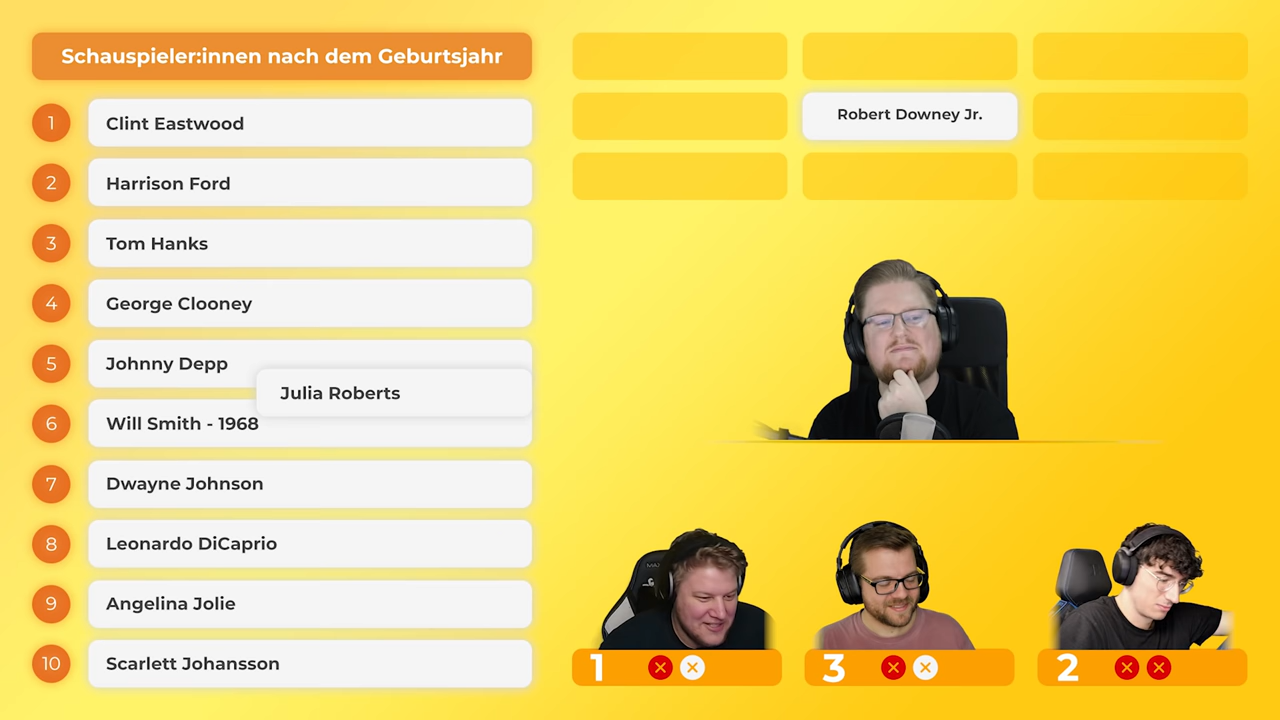 Schauspieler:innen nach dem Geburtsjahr
1 Clint Eastwood
2 Harrison Ford
3 Tom Hanks
4 George Clooney
5 Johnny Depp
Julia Roberts
6 Will Smith - 1968
7 Dwayne Johnson
8 Leonardo DiCaprio
9 Angelina Jolie
10 Scarlett Johansson
Robert Downey Jr.
1
3
2